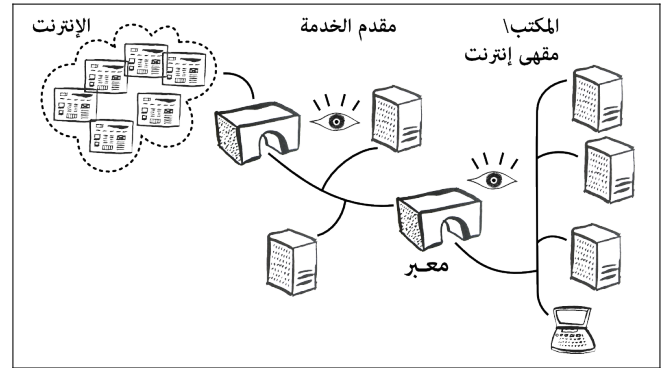 المكتب\
مقهى إنترنت
مقدم الخدمة
الإنترنت
معبر